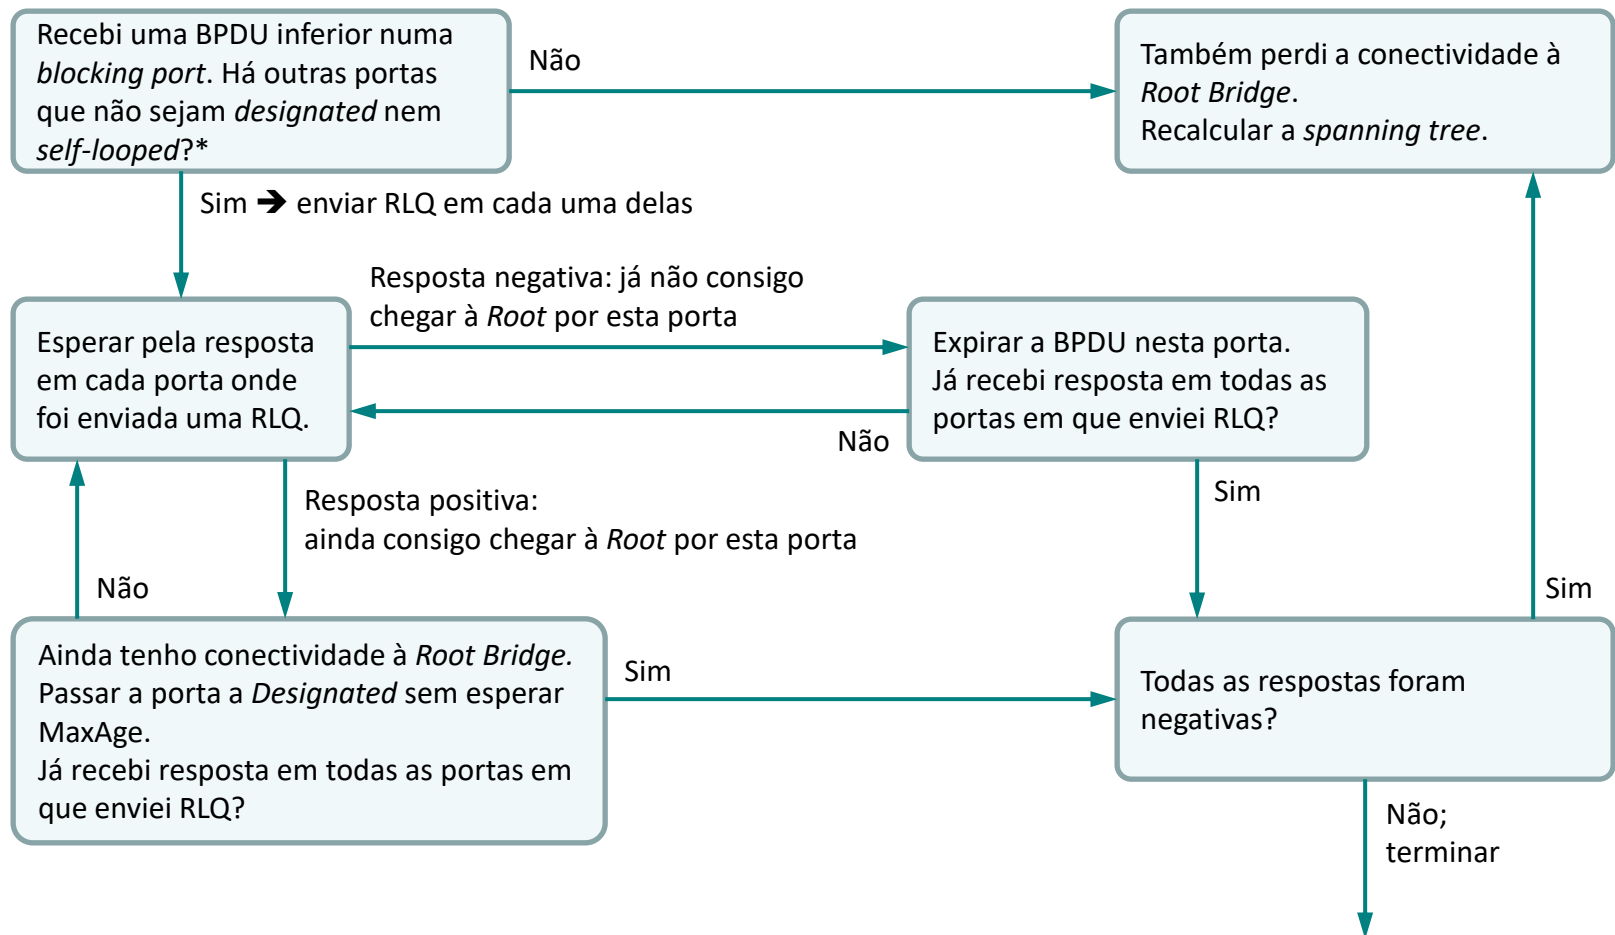 Recebi uma BPDU inferior numa
blocking port. Há outras portas
que não sejam designated nem
self-looped?*
Não
Também perdi a conectividade à
Root Bridge.
Recalcular a spanning tree.
Sim ➔ enviar RLQ em cada uma delas
Resposta negativa: já não consigo
chegar à Root por esta porta
Esperar pela resposta
em cada porta onde
foi enviada uma RLQ.
Expirar a BPDU nesta porta.
Já recebi resposta em todas as
portas em que enviei RLQ?
Não
Sim
Resposta positiva:
ainda consigo chegar à Root por esta porta
Não
Sim
Ainda tenho conectividade à Root Bridge.
Passar a porta a Designated sem esperar
MaxAge.
Já recebi resposta em todas as portas em
que enviei RLQ?
Sim
Todas as respostas foram
negativas?
Não;
terminar